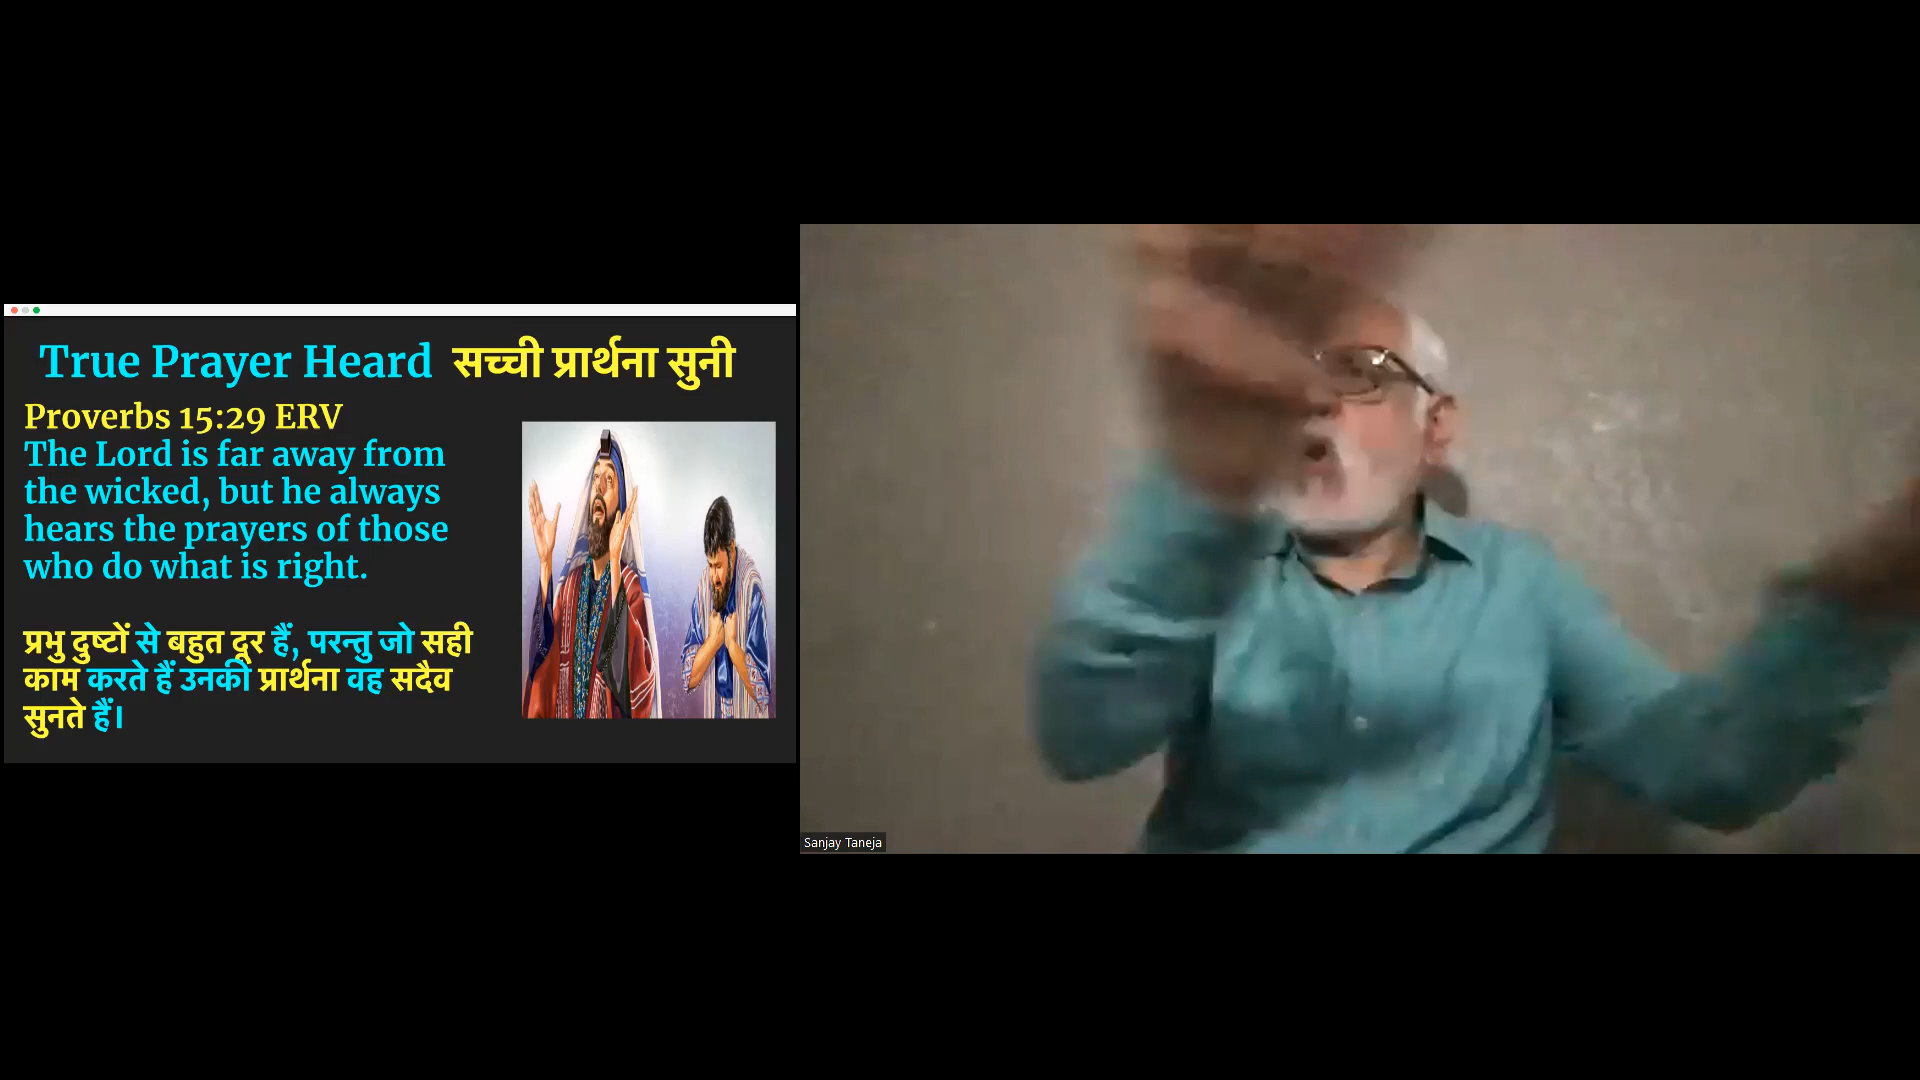 True Prayer Heard सच्ची प्रार्थना सुनी
Proverbs 15:29 ERV
The Lord is far away from
the wicked, but he always
hears the prayers of those
who do what is right.
प्रभु दुष्टों से बहुत दूर हैं, परन्तु जो सही
काम करते हैं उनकी प्रार्थना वह सदैव
सुनते हैं।
Sanjay Taneja